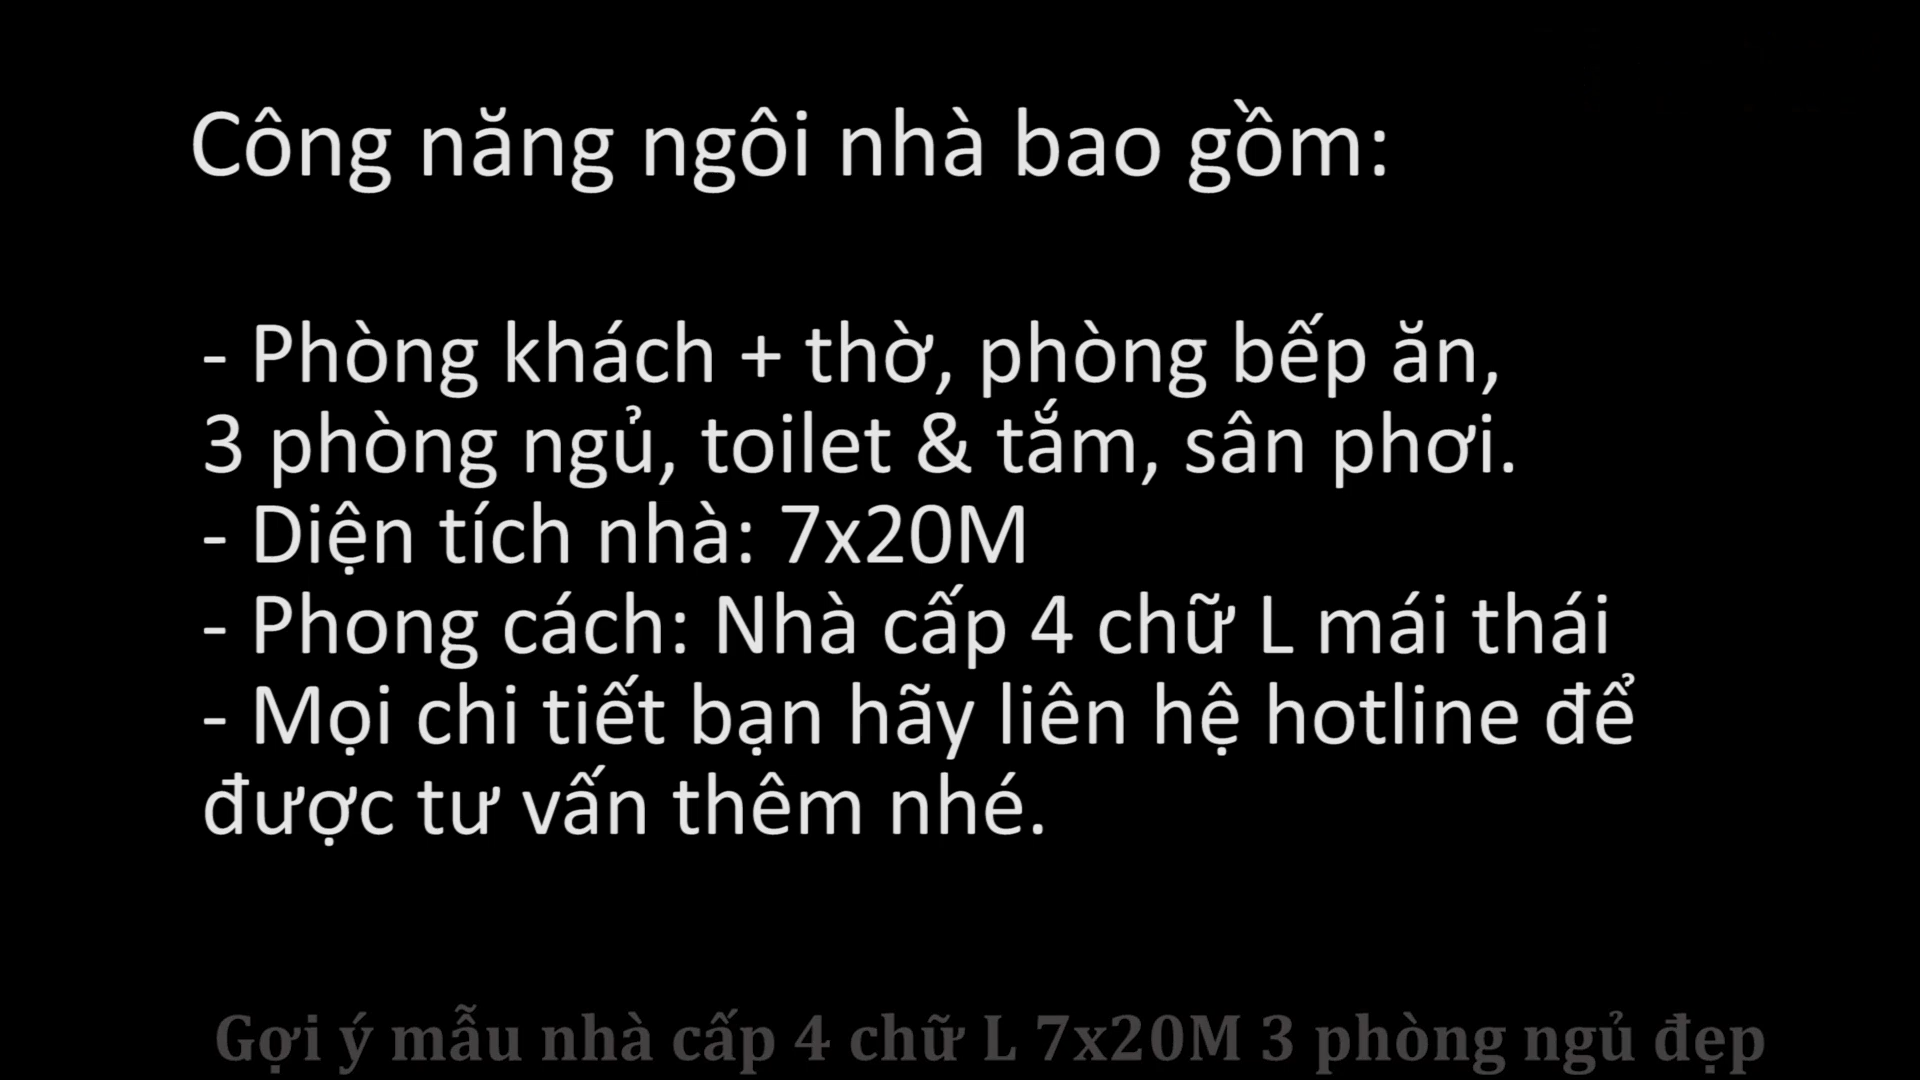 Công năng ngôi nhà bao gồm:
- Phòng khách + thờ, phòng bếp ăn,
3 phòng ngủ, toilet & tắm, sân phơi.
- Diện tích nhà: 7x20M
- Phong cách: Nhà cấp 4 chữ L mái thái
- Mọi chi tiết bạn hãy liên hệ hotline để
được tư vấn thêm nhé.
Gợi ý mẫu nhà cấp 4 chữ L 7x20M 3 phòng ngủ đẹp